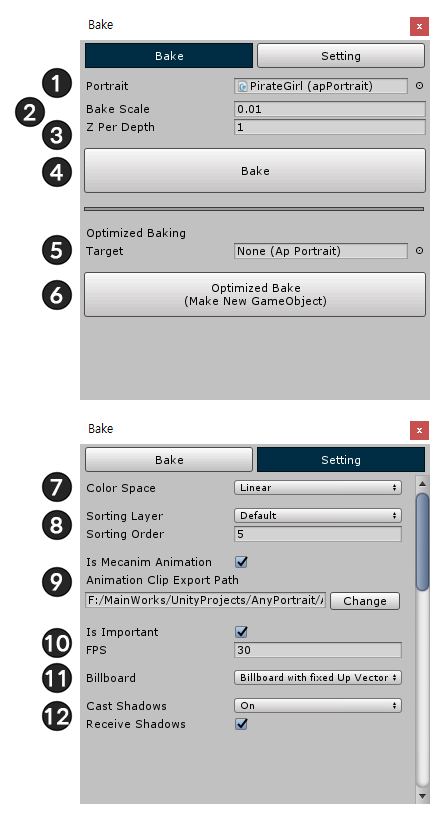 Bake
x
Bake Setting
1 Portrait PirateGirl (apPortrait)
2 Bake Scale 0.01
3 Z Per Depth 1
4 Bake
Optimized Baking
5 Target None (Ap Portrait)
6 Optimized Bake
(Make New GameObject)
Bake
x
Bake Setting
7 Color Space Linear
8 Sorting Layer Default
Sorting Order 5
Is Mecanim Animation
9 Animation Clip Export Path
F:/MainWorks/UnityProjects/AnyPortrait/ Change
10 Is Important
FPS 30
11 Billboard Billboard with fixed Up Vector
12 Cast Shadows On
Receive Shadows